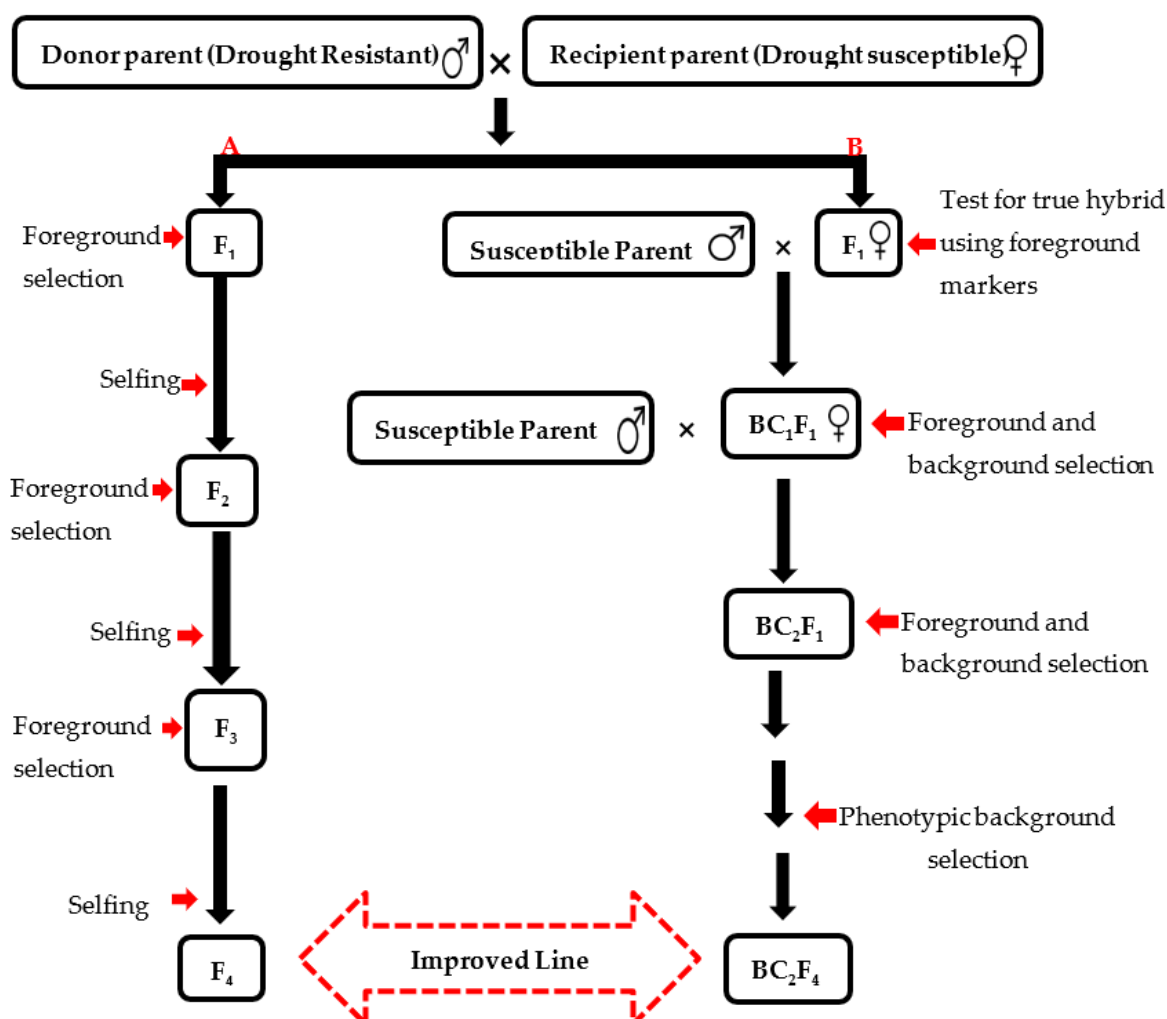 Donor parent (Drought Resistant) ♂ × Recipient parent (Drought susceptible) ♀
A
B
Foreground
selection
F₁
Susceptible Parent ♂ × F₁ ♀
Test for true hybrid
using foreground
markers
Selfing
Susceptible Parent ♂ × BC₁F₁ ♀
Foreground and
background selection
Foreground
selection
F₂
Selfing
BC₂F₁
Foreground and
background selection
Foreground
selection
F₃
Phenotypic background
selection
Selfing
F₄
Improved Line
BC₂F₄